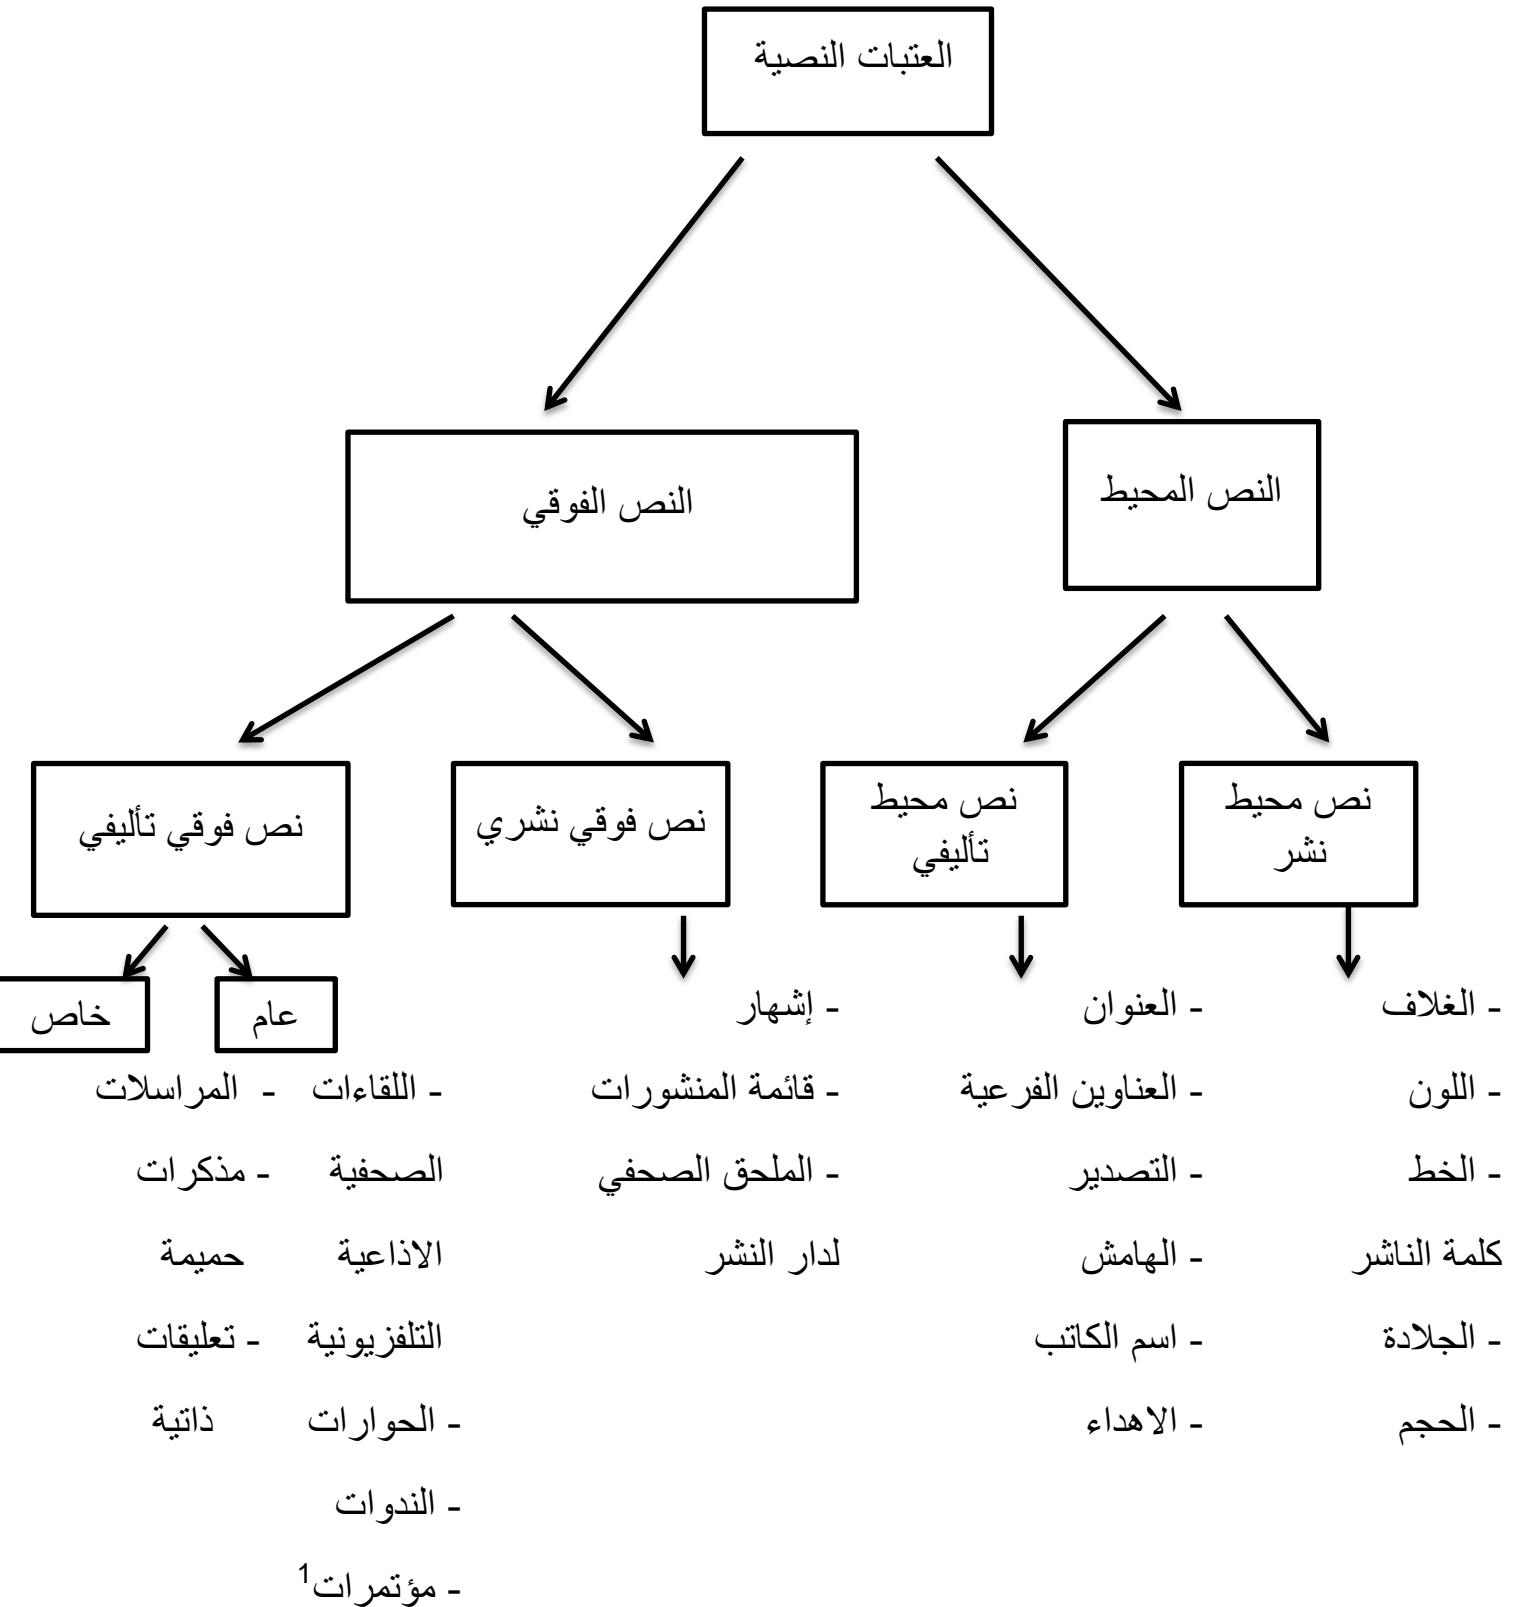 العتبات النصية
النص المحيط
النص الفوقي
نص محيط
نشر
نص محيط
تأليفي
نص فوقي نشري
نص فوقي تأليفي
عام
خاص
- الغلاف
- اللون
- الخط
كلمة الناشر
- الجلادة
- الحجم
- العنوان
- العناوين الفرعية
- التصدير
- الهامش
- اسم الكاتب
- الاهداء
- إشهار
- قائمة المنشورات
- الملحق الصحفي
لدار النشر
- اللقاءات
الصحفية
الاذاعية
التلفزيونية
- الحوارات
- الندوات
- مؤتمرات1
- المراسلات
- مذكرات
حميمة
- تعليقات
ذاتية